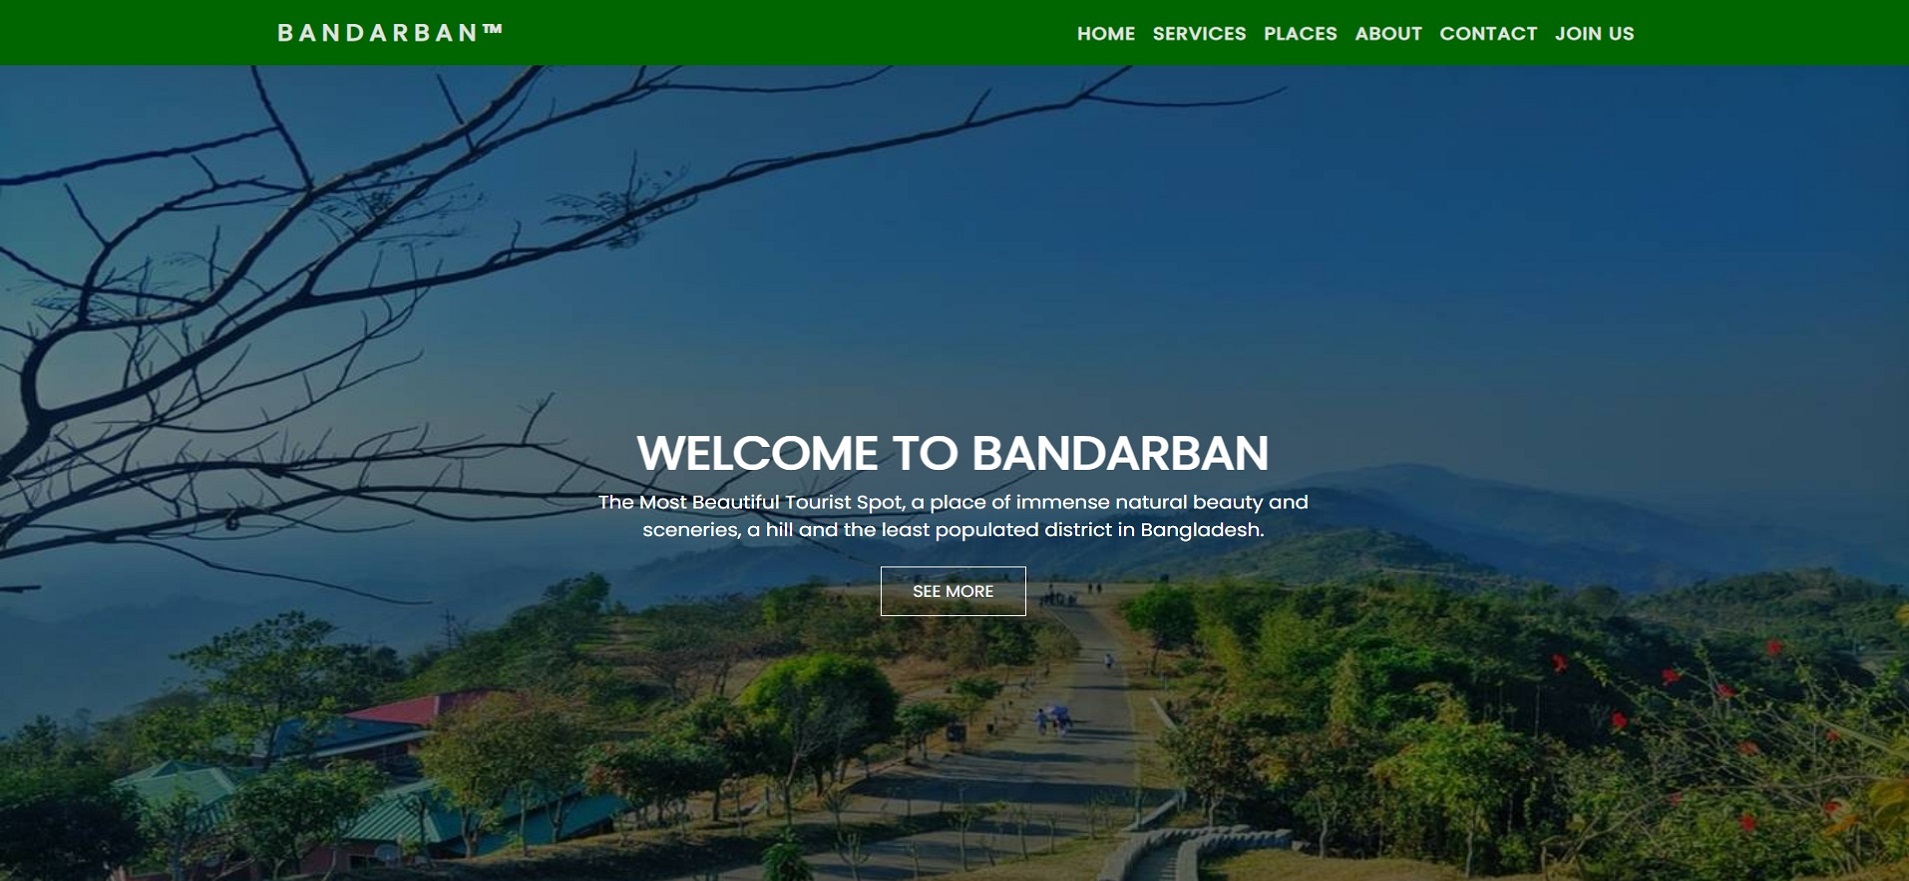 BANDARBAN™
HOME SERVICES PLACES ABOUT CONTACT JOIN US
WELCOME TO BANDARBAN
The Most Beautiful Tourist Spot, a place of immense natural beauty and
sceneries, a hill and the least populated district in Bangladesh.
SEE MORE